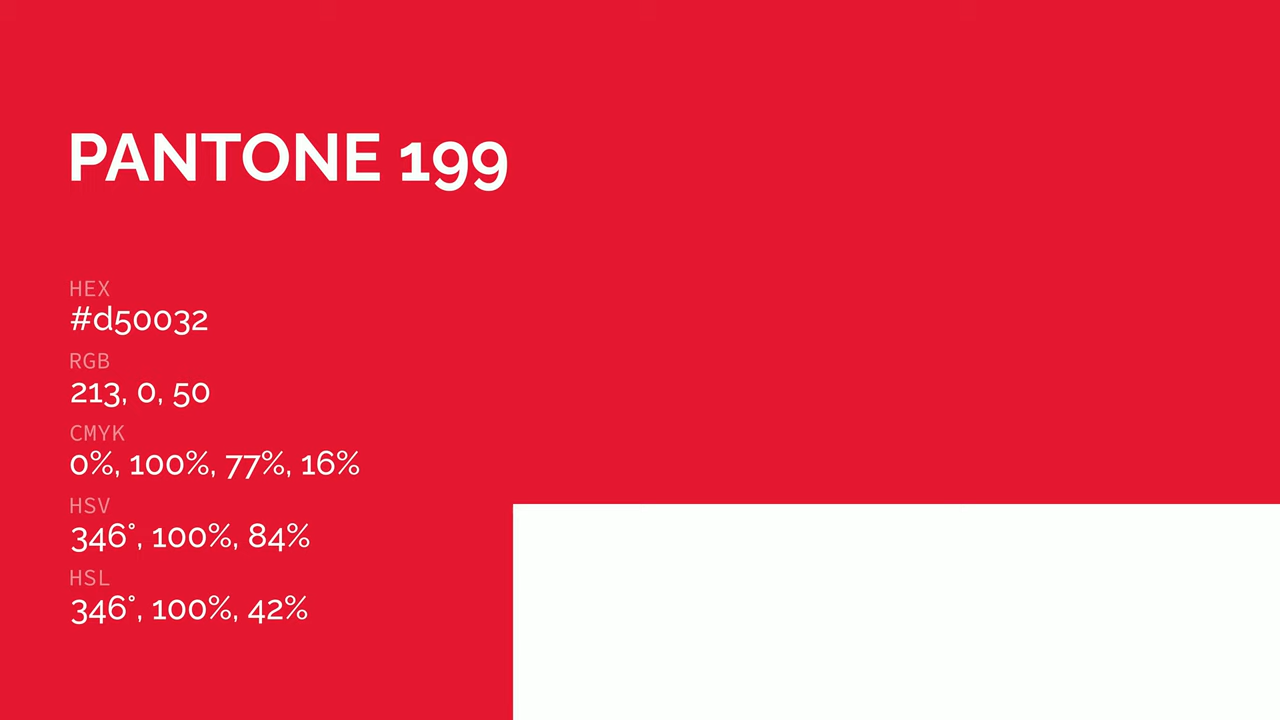 PANTONE 199
HEX
#d50032
RGB
213, 0, 50
CMYK
0%, 100%, 77%, 16%
HSV
346°, 100%, 84%
HSL
346°, 100%, 42%